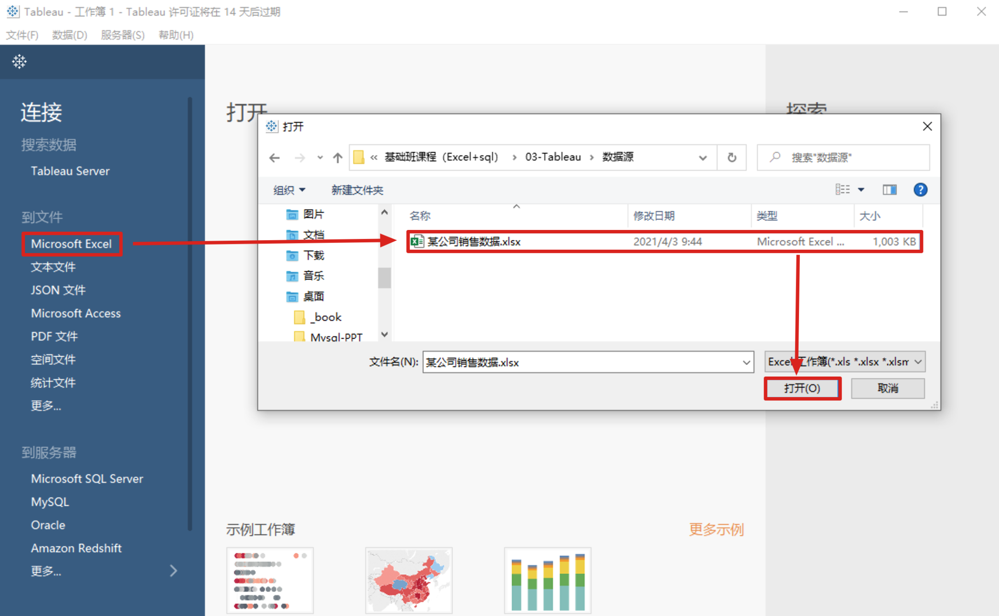 Tableau - 工作簿 1 - Tableau 许可证将在 14 天后过期
文件(F) 数据(D) 服务器(S) 帮助(H)
连接
搜索数据
Tableau Server
到文件
Microsoft Excel
文本文件
JSON 文件
Microsoft Access
PDF 文件
空间文件
统计文件
更多...
到服务器
Microsoft SQL Server
MySQL
Oracle
Amazon Redshift
更多...
打开
探索
打开
« 基础班课程（Excel+sql） › 03-Tableau › 数据源
搜索"数据源"
组织 新建文件夹
图片
文档
下载
音乐
桌面
_book
Mysql-PPT
名称 修改日期 类型 大小
某公司销售数据.xlsx 2021/4/3 9:44 Microsoft Excel ... 1,003 KB
文件名(N): 某公司销售数据.xlsx
Excel 工作簿(*.xls *.xlsx *.xlsm
打开(O) 取消
示例工作簿 更多示例